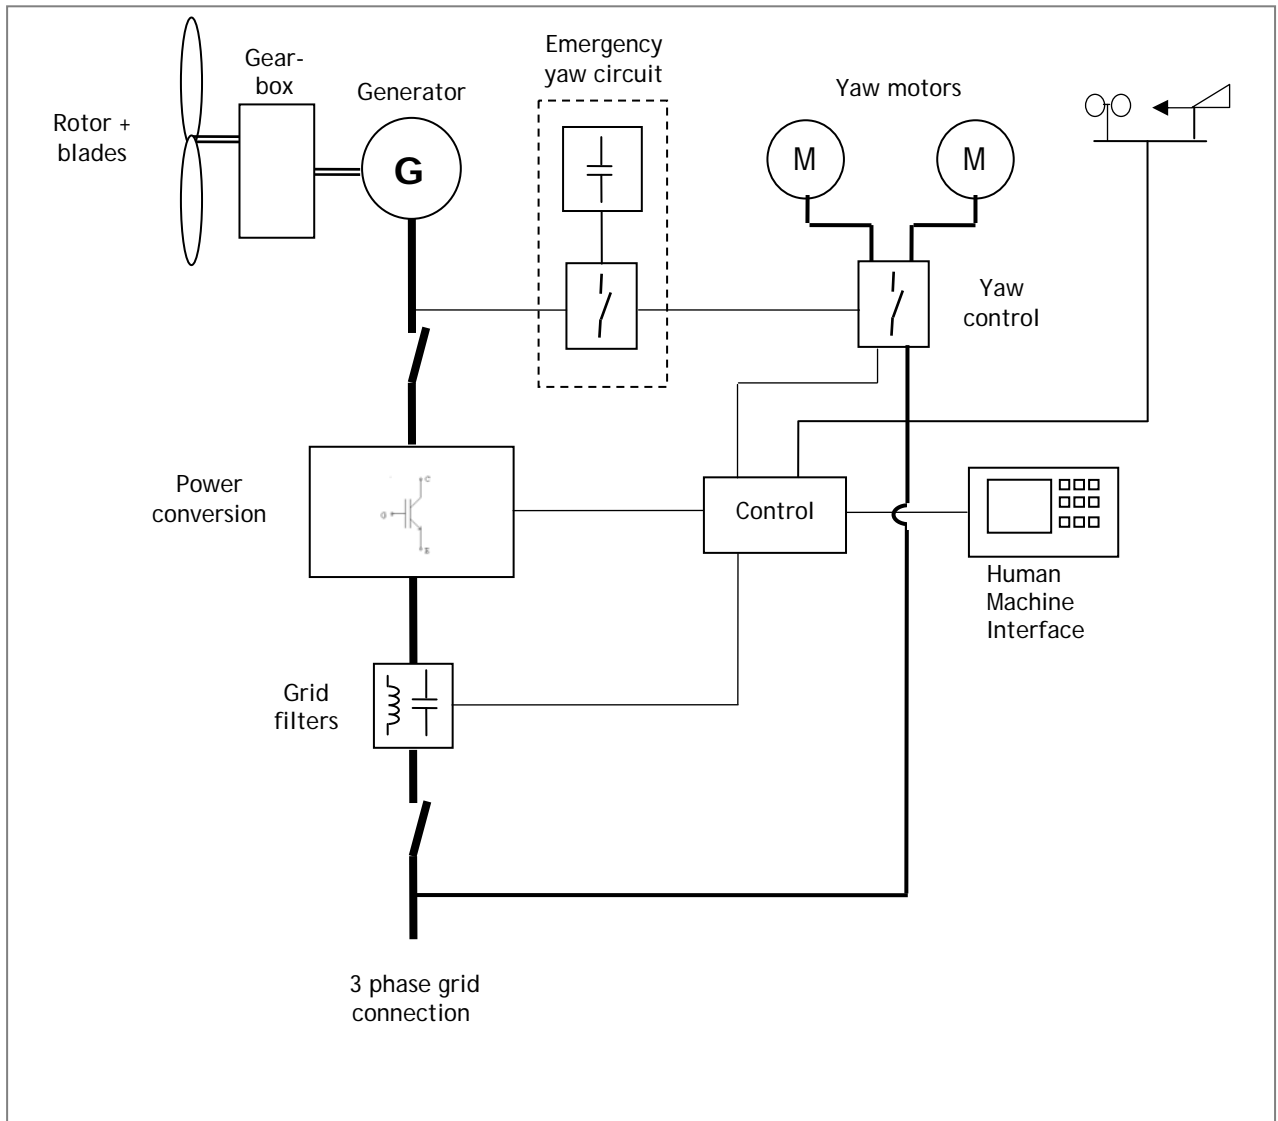 Emergency
yaw circuit
Gear-
box
Generator
Yaw motors
Rotor +
blades
G
M
M
Yaw
control
Power
conversion
C
G
E
Control
Human
Machine
Interface
Grid
filters
3 phase grid
connection